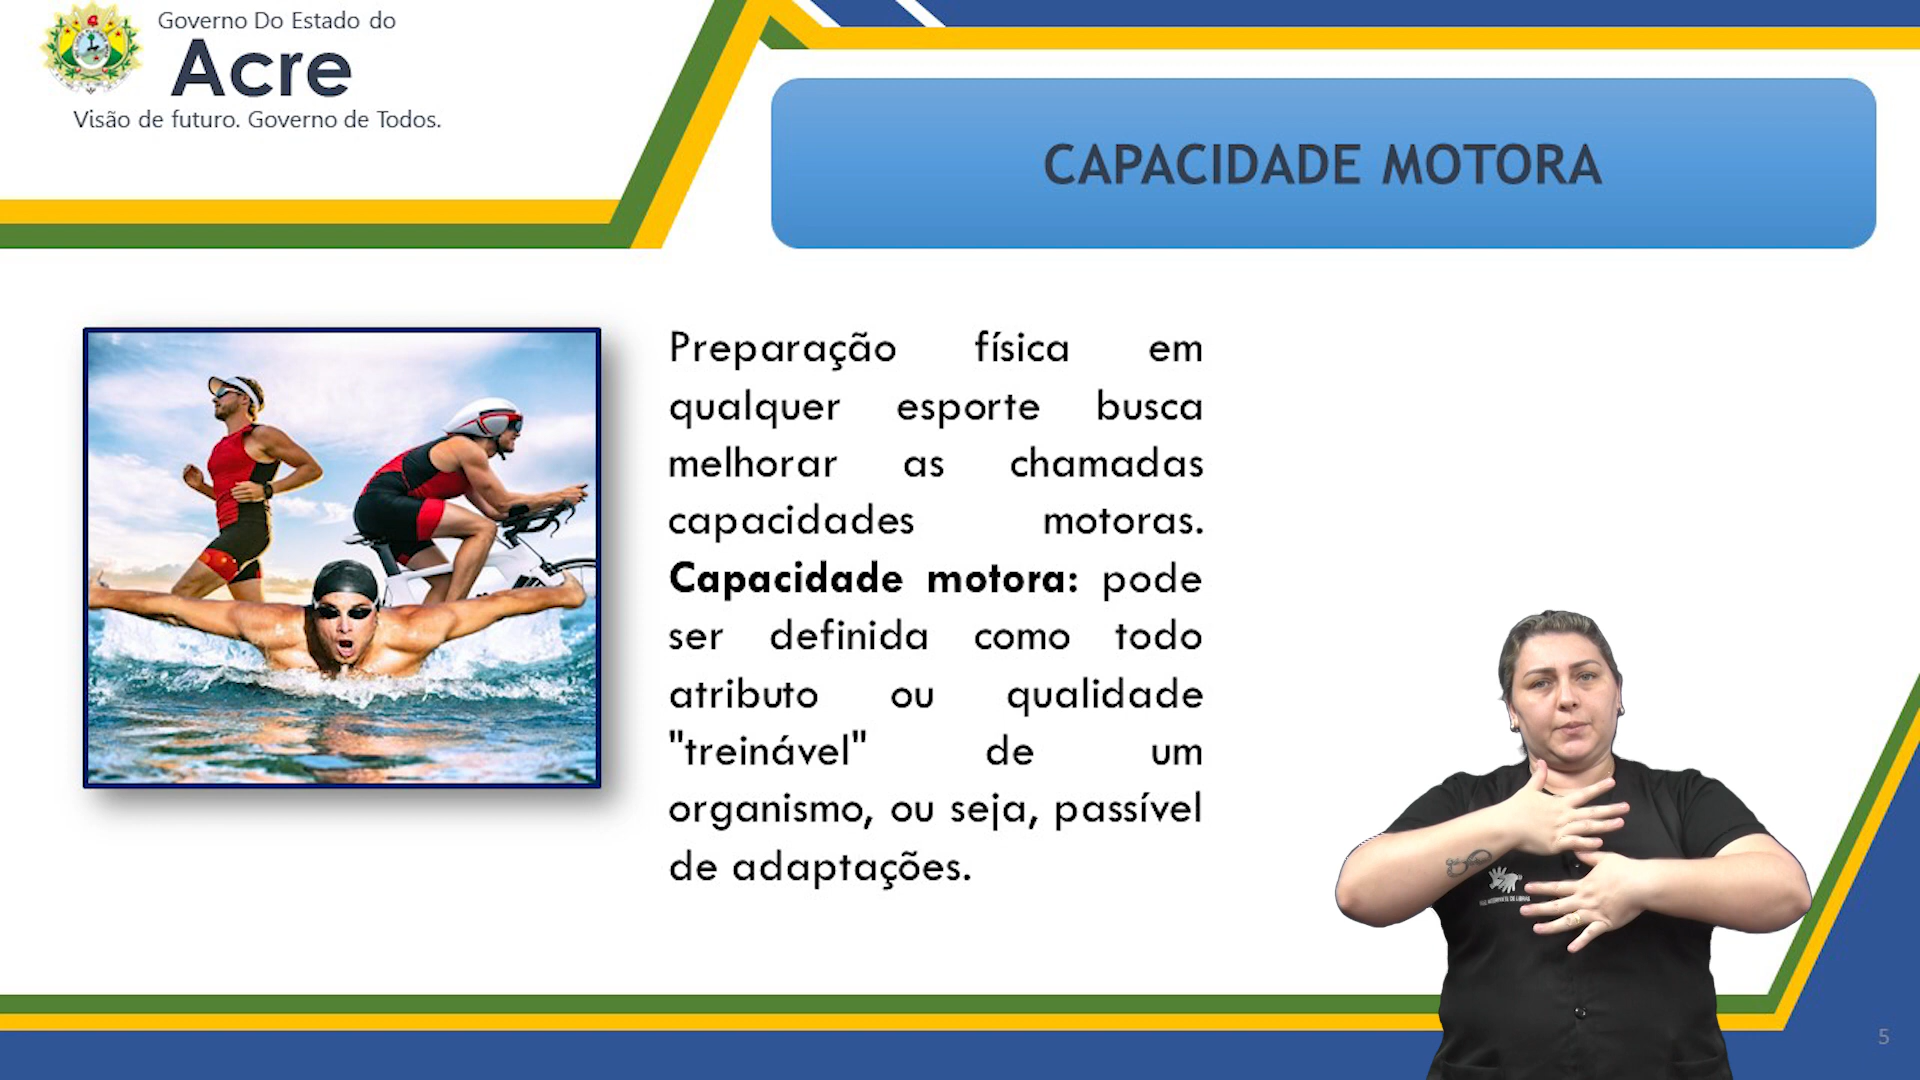 Governo Do Estado do
Acre
Visão de futuro. Governo de Todos.
CAPACIDADE MOTORA
Preparação física em
qualquer esporte busca
melhorar as chamadas
capacidades motoras.
Capacidade motora: pode
ser definida como todo
atributo ou qualidade
"treinável" de um
organismo, ou seja, passível
de adaptações.
5